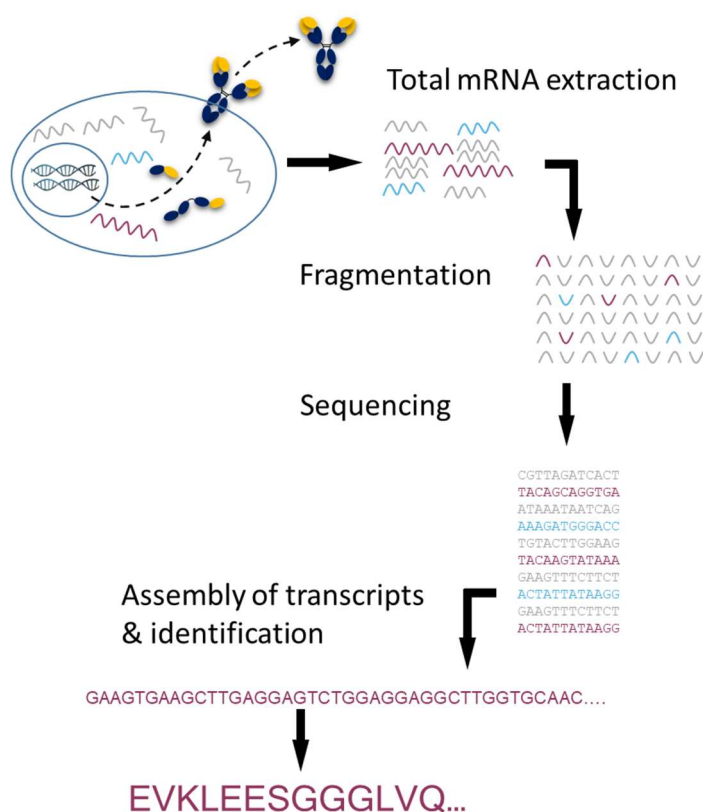 Total mRNA extraction
Fragmentation
Sequencing
CGTTAGATCACT
TACAGCAGGTGA
ATAAATAATCAG
AAAGATGGGACC
TGTACTTGGAAG
TACAAGTATAAA
GAAGTTTCTTCT
ACTATTATAAGG
GAAGTTTCTTCT
ACTATTATAAGG
Assembly of transcripts
& identification
GAAGTGAAGCTTGAGGAGTCTGGAGGAGGCTTGGTGCAAC....
EVKLEESGGGLVQ...